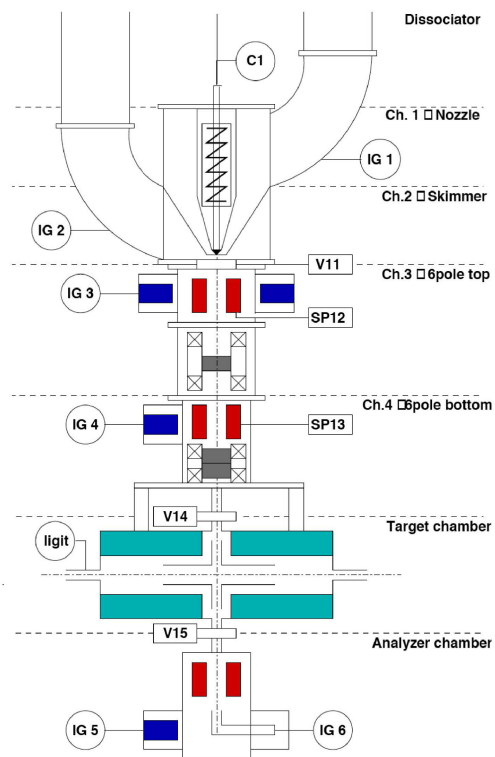 Dissociator
C1
Ch. 1 □ Nozzle
IG 1
Ch.2 □ Skimmer
IG 2
V11
Ch.3 □ 6pole top
IG 3
SP12
Ch.4 □6pole bottom
IG 4
SP13
V14
Target chamber
ligit
V15
Analyzer chamber
IG 5
IG 6